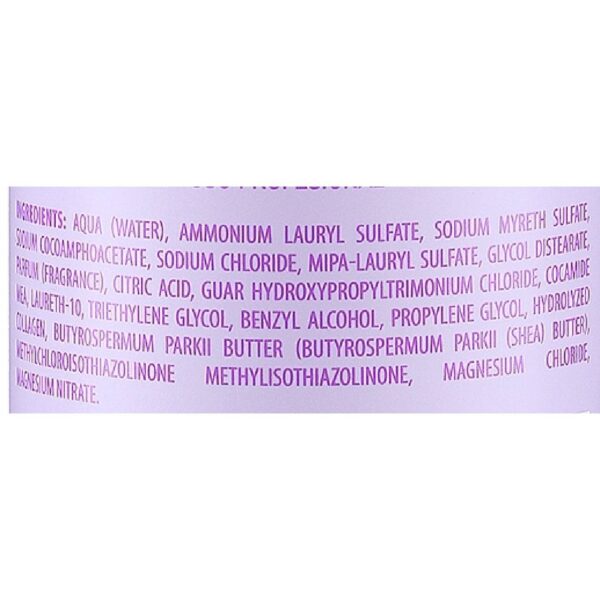 INGREDIENTS: AQUA (WATER), AMMONIUM LAURYL SULFATE, SODIUM MYRETH SULFATE,
SODIUM COCOAMPHOACETATE, SODIUM CHLORIDE, MIPA-LAURYL SULFATE, GLYCOL DISTEARATE,
PARFUM (FRAGRANCE), CITRIC ACID, GUAR HYDROXYPROPYLTRIMONIUM CHLORIDE, COCAMIDE
MEA, LAURETH-10, TRIETHYLENE GLYCOL, BENZYL ALCOHOL, PROPYLENE GLYCOL, HYDROLYZED
COLLAGEN, BUTYROSPERMUM PARKII BUTTER (BUTYROSPERMUM PARKII (SHEA) BUTTER),
METHYLCHLOROISOTHIAZOLINONE METHYLISOTHIAZOLINONE, MAGNESIUM CHLORIDE,
MAGNESIUM NITRATE.